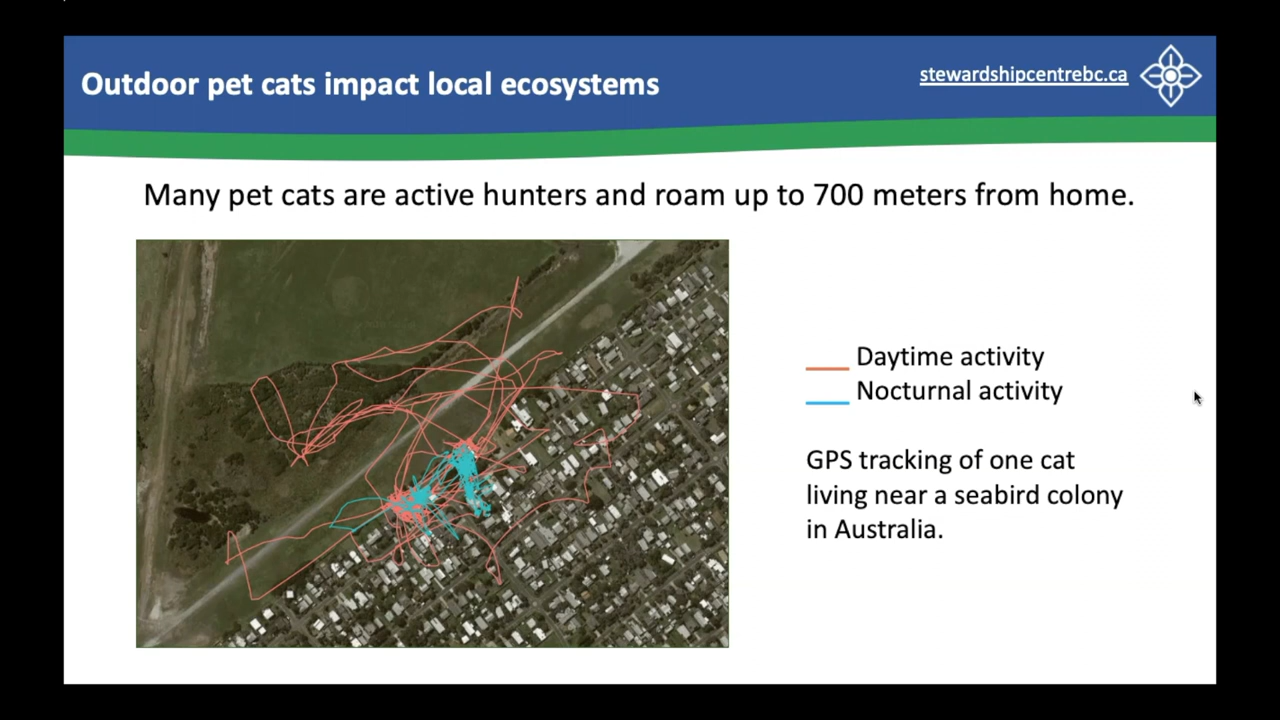 Outdoor pet cats impact local ecosystems
stewardshipcentrebc.ca
Many pet cats are active hunters and roam up to 700 meters from home.
Daytime activity
Nocturnal activity
GPS tracking of one cat
living near a seabird colony
in Australia.